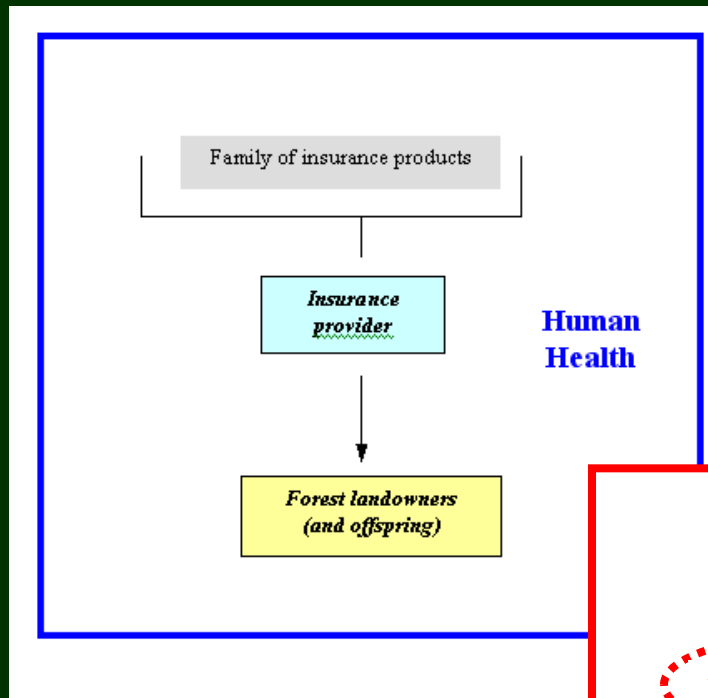 Family of insurance products
Insurance
provider
Human
Health
Forest landowners
(and offspring)